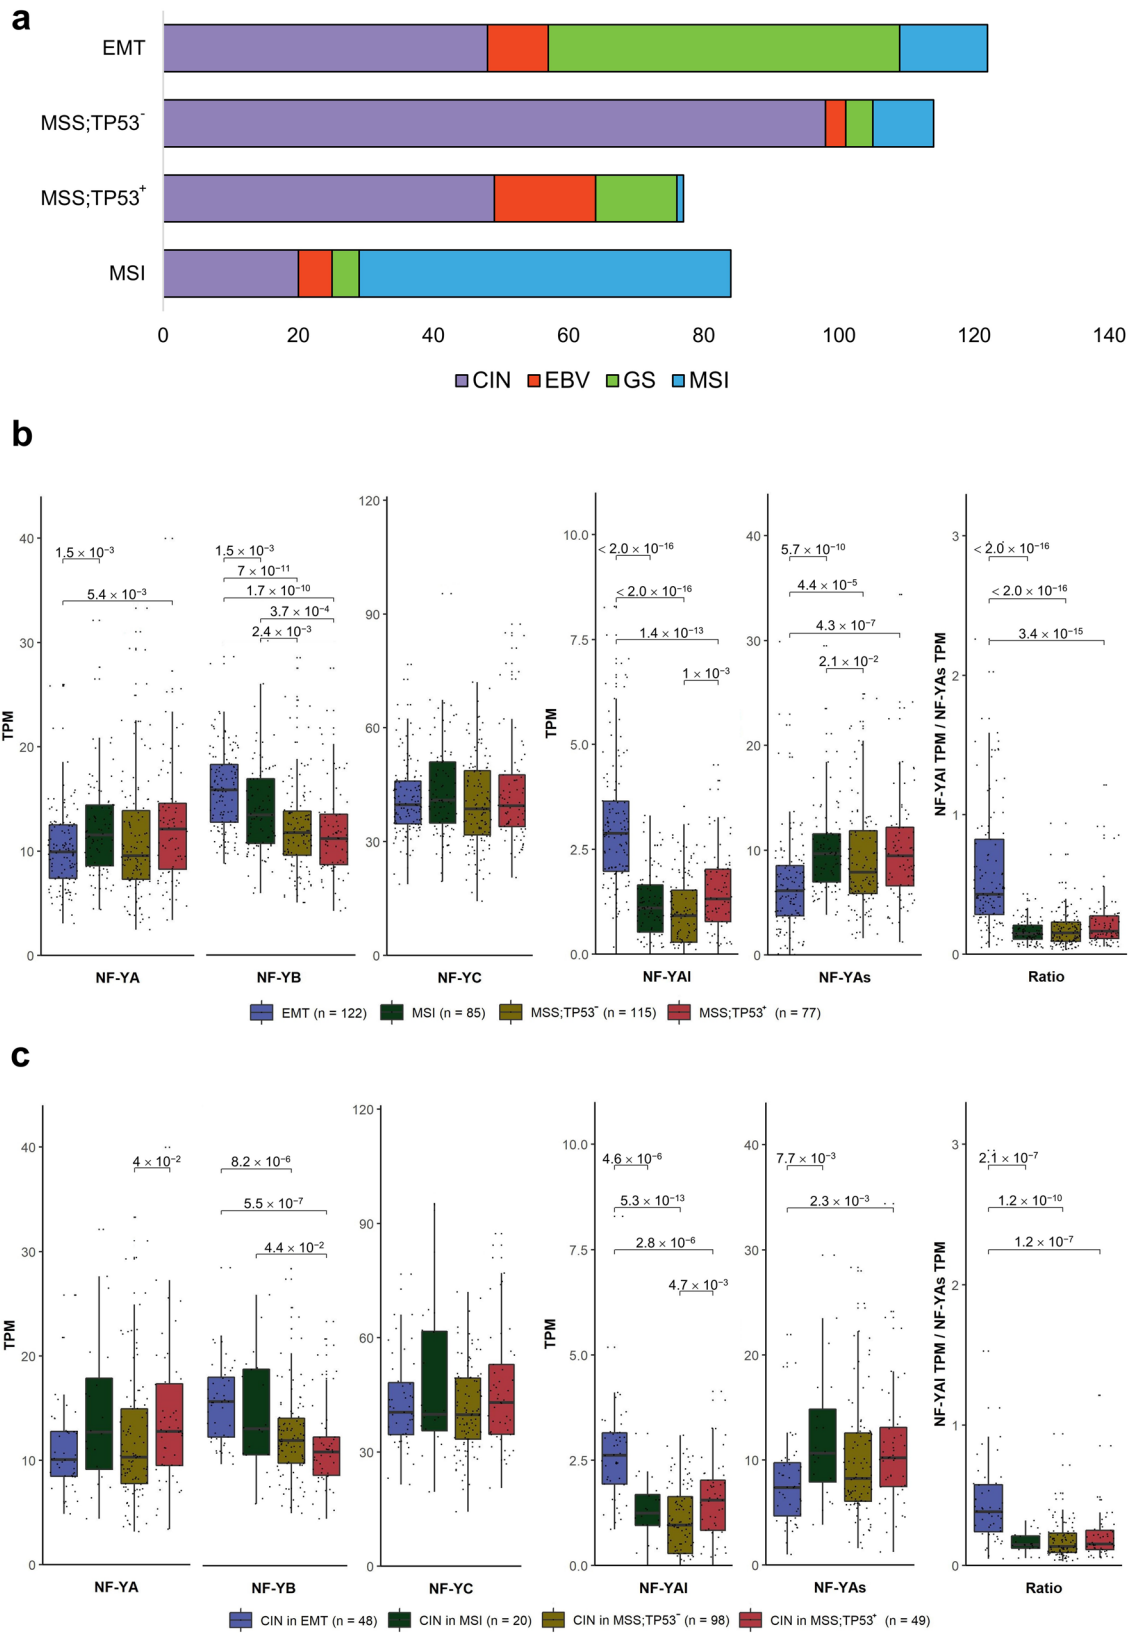 a
EMT
MSS;TP53⁻
MSS;TP53⁺
MSI
0 20 40 60 80 100 120 140
CIN EBV GS MSI
b
TPM
40
30
20
10
0
1.5 × 10⁻³
5.4 × 10⁻³
NF-YA
1.5 × 10⁻³
7 × 10⁻¹¹
1.7 × 10⁻¹⁰
3.7 × 10⁻⁴
2.4 × 10⁻³
NF-YB
120
90
60
30
0
NF-YC
TPM
10.0
7.5
5.0
2.5
0.0
< 2.0 × 10⁻¹⁶
< 2.0 × 10⁻¹⁶
1.4 × 10⁻¹³
1 × 10⁻³
NF-YAl
40
30
20
10
0
5.7 × 10⁻¹⁰
4.4 × 10⁻⁵
4.3 × 10⁻⁷
2.1 × 10⁻²
NF-YAs
NF-YAl TPM / NF-YAs TPM
3
2
1
0
< 2.0 × 10⁻¹⁶
< 2.0 × 10⁻¹⁶
3.4 × 10⁻¹⁵
Ratio
EMT (n = 122) MSI (n = 85) MSS;TP53⁻ (n = 115) MSS;TP53⁺ (n = 77)
c
TPM
40
30
20
10
0
4 × 10⁻²
NF-YA
8.2 × 10⁻⁶
5.5 × 10⁻⁷
4.4 × 10⁻²
NF-YB
120
90
60
30
0
NF-YC
TPM
10.0
7.5
5.0
2.5
0.0
4.6 × 10⁻⁶
5.3 × 10⁻¹³
2.8 × 10⁻⁶
4.7 × 10⁻³
NF-YAl
40
30
20
10
0
7.7 × 10⁻³
2.3 × 10⁻³
NF-YAs
NF-YAl TPM / NF-YAs TPM
3
2
1
0
2.1 × 10⁻⁷
1.2 × 10⁻¹⁰
1.2 × 10⁻⁷
Ratio
CIN in EMT (n = 48) CIN in MSI (n = 20) CIN in MSS;TP53⁻ (n = 98) CIN in MSS;TP53⁺ (n = 49)